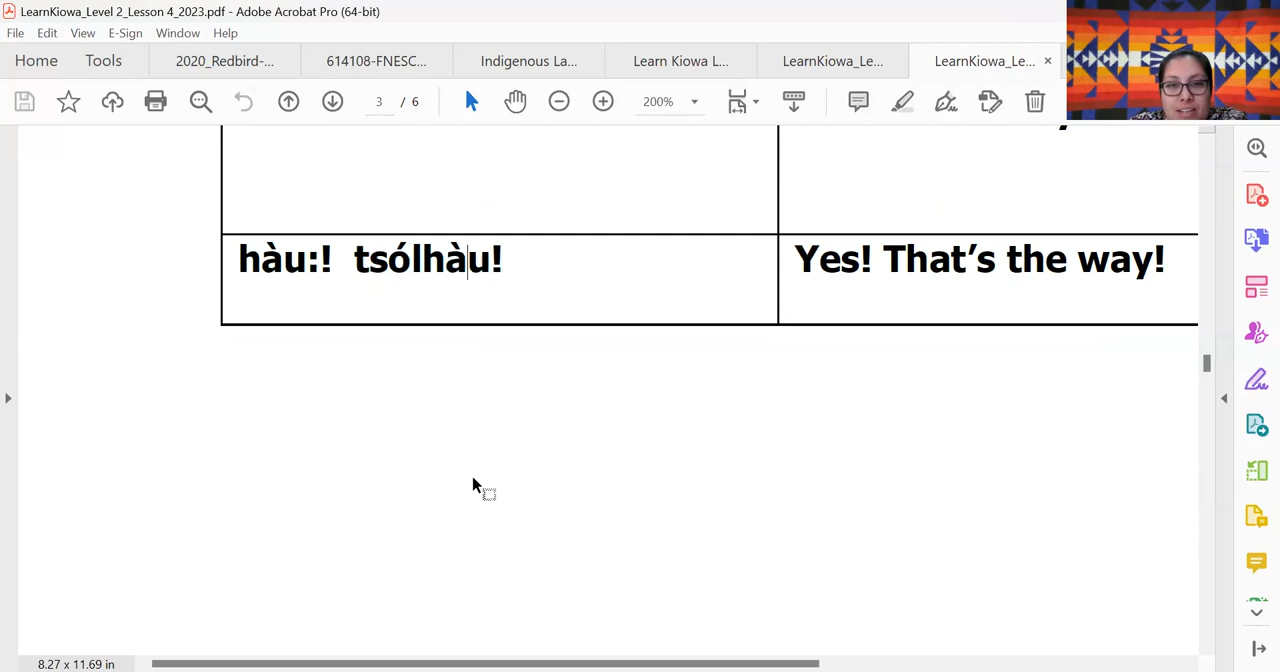 LearnKiowa_Level 2_Lesson 4_2023.pdf - Adobe Acrobat Pro (64-bit)
File Edit View E-Sign Window Help
Home Tools 2020_Redbird-... 614108-FNESC... Indigenous La... Learn Kiowa L... LearnKiowa_Le... LearnKiowa_Le... ×
3 / 6 200%
hàu:! tsólhàu! Yes! That’s the way!
8.27 x 11.69 in